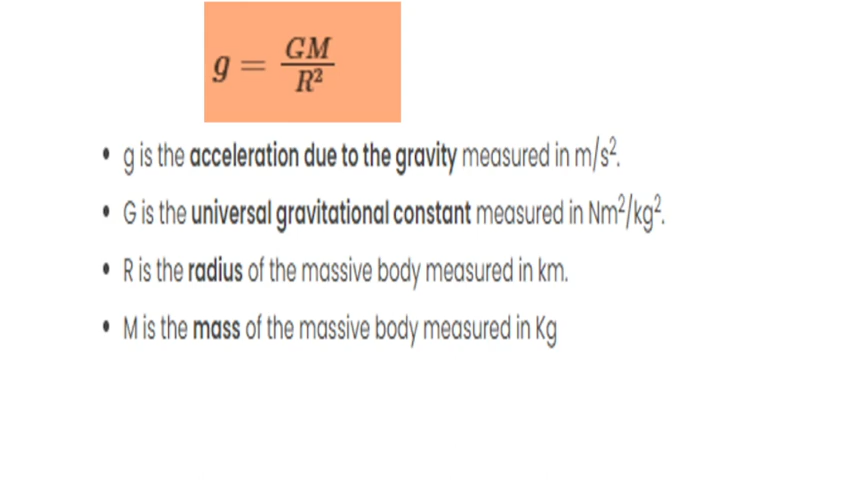 g = GM/R²
• g is the acceleration due to the gravity measured in m/s².
• G is the universal gravitational constant measured in Nm²/kg².
• R is the radius of the massive body measured in km.
• M is the mass of the massive body measured in Kg